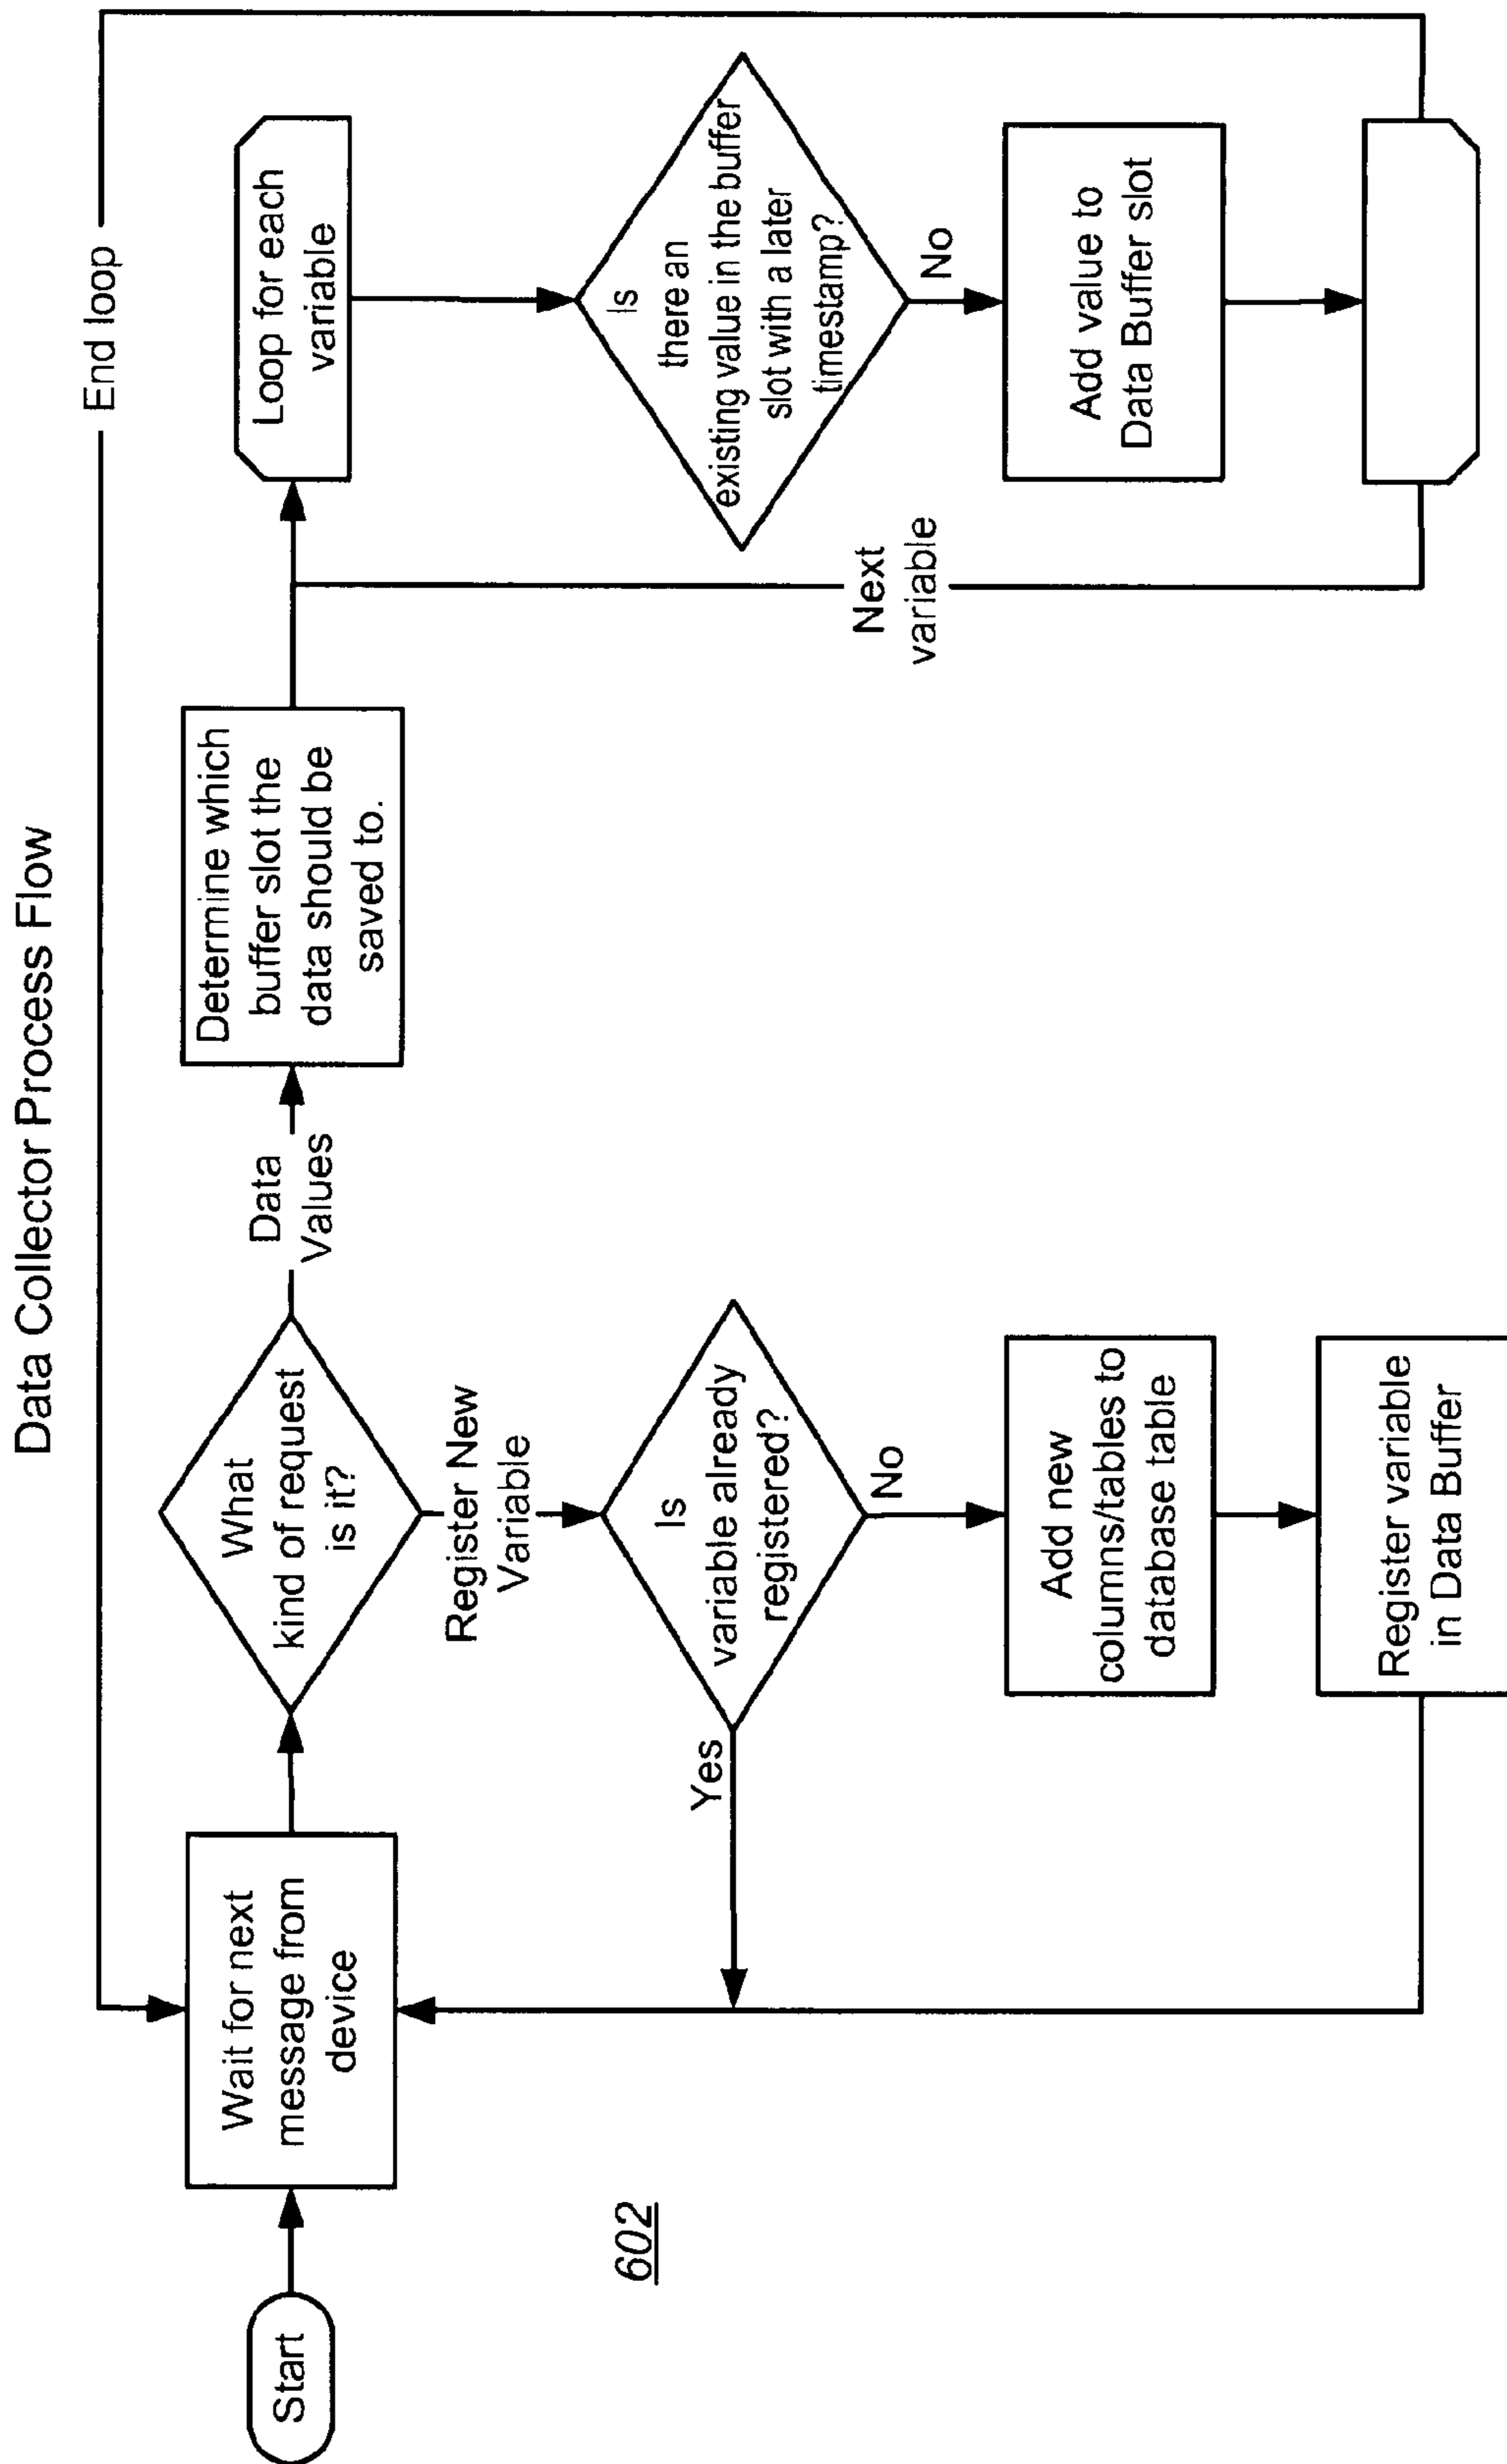 Data Collector Process Flow
End loop
Start
Wait for next
message from
device
What
kind of request
is it?
Data
Values
Determine which
buffer slot the
data should be
saved to.
Loop for each
variable
Register New
Variable
Is
variable already
registered?
Yes
No
Add new
columns/tables to
database table
Register variable
in Data Buffer
Is
there an
existing value in the buffer
slot with a later
timestamp?
No
Add value to
Data Buffer slot
Next
variable
602